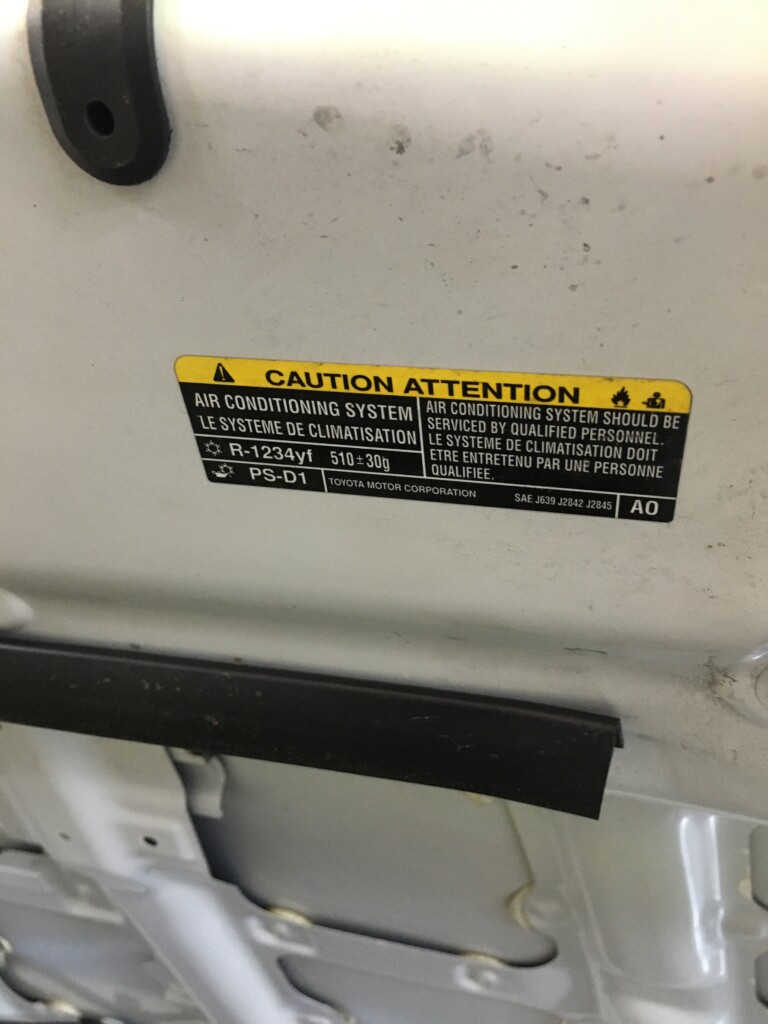 CAUTION ATTENTION
AIR CONDITIONING SYSTEM
LE SYSTEME DE CLIMATISATION
R-1234yf 510±30g
PS-D1
AIR CONDITIONING SYSTEM SHOULD BE
SERVICED BY QUALIFIED PERSONNEL.
LE SYSTEME DE CLIMATISATION DOIT
ETRE ENTRETENU PAR UNE PERSONNE
QUALIFIEE.
TOYOTA MOTOR CORPORATION SAE J639 J2842 J2845 AO